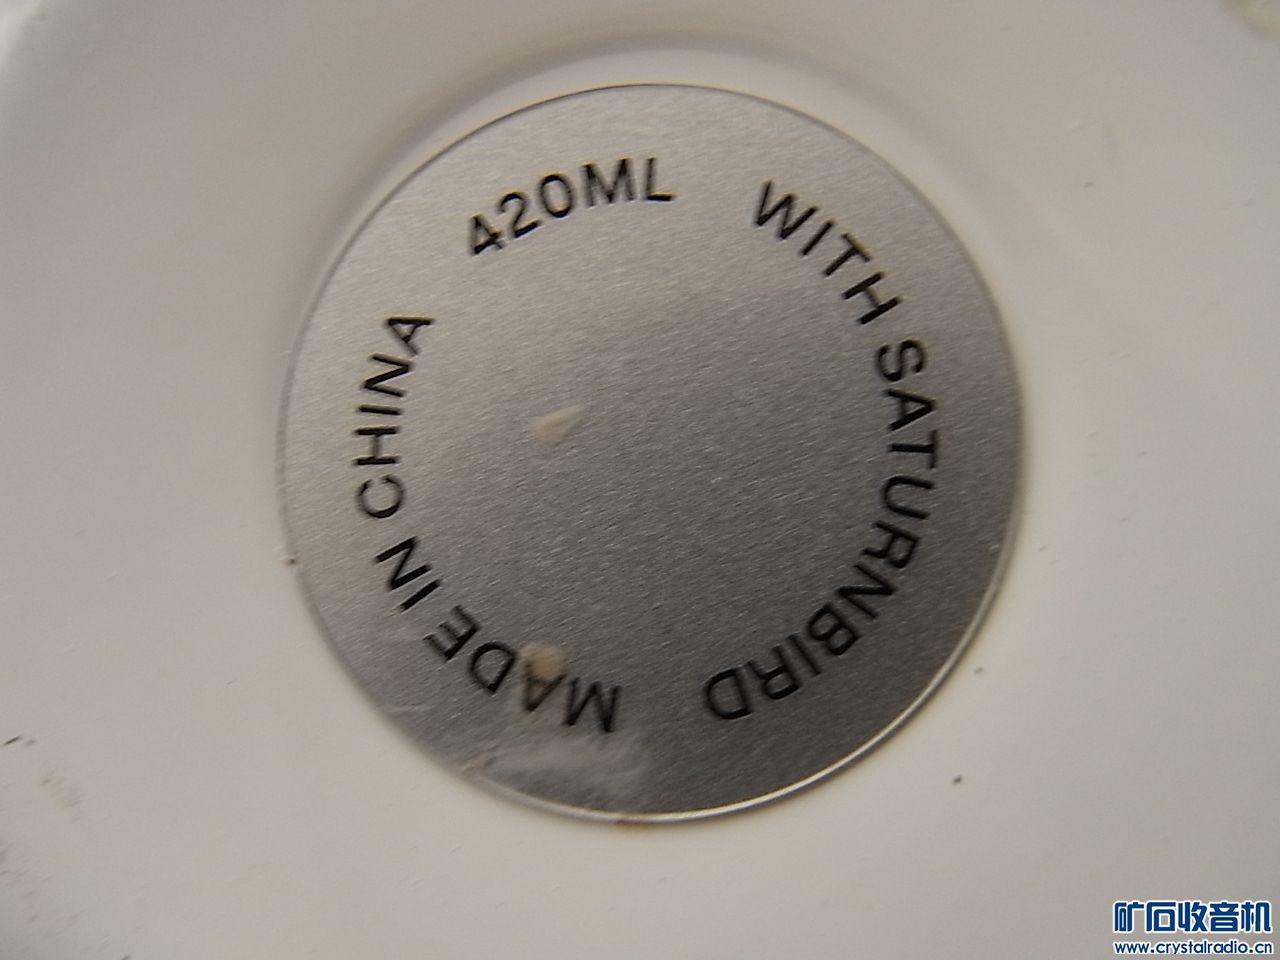 420ML
WITH SATURNBIRD
MADE IN CHINA
矿石收音机
www.crystalradio.cn